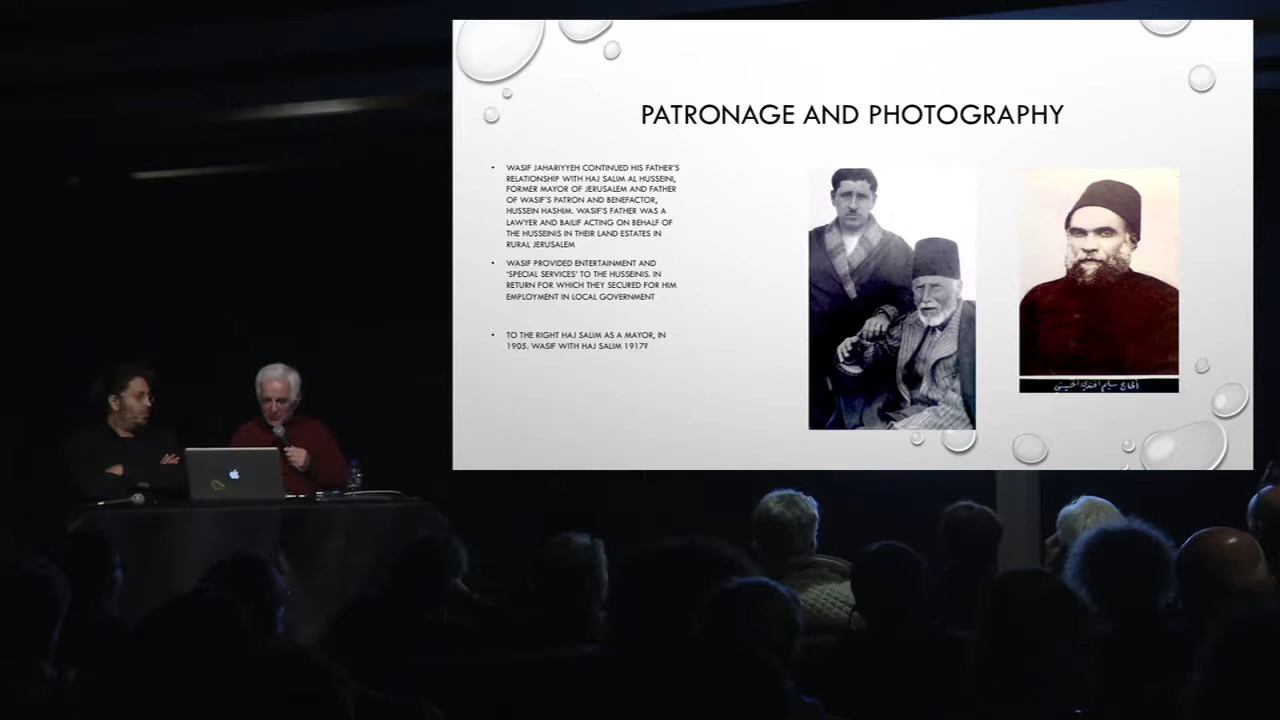 PATRONAGE AND PHOTOGRAPHY
• WASIF JAHARIYYEH CONTINUED HIS FATHER'S
RELATIONSHIP WITH HAJ SALIM AL HUSSEINI,
FORMER MAYOR OF JERUSALEM AND FATHER
OF WASIF'S PATRON AND BENEFACTOR,
HUSSEIN HASHIM. WASIF'S FATHER WAS A
LAWYER AND BAILIF ACTING ON BEHALF OF
THE HUSSEINIS IN THEIR LAND ESTATES IN
RURAL JERUSALEM
• WASIF PROVIDED ENTERTAINMENT AND
'SPECIAL SERVICES' TO THE HUSSEINIS. IN
RETURN FOR WHICH THEY SECURED FOR HIM
EMPLOYMENT IN LOCAL GOVERNMENT
• TO THE RIGHT HAJ SALIM AS A MAYOR, IN
1905. WASIF WITH HAJ SALIM 1917?
الحاج سليم افندي الحسيني